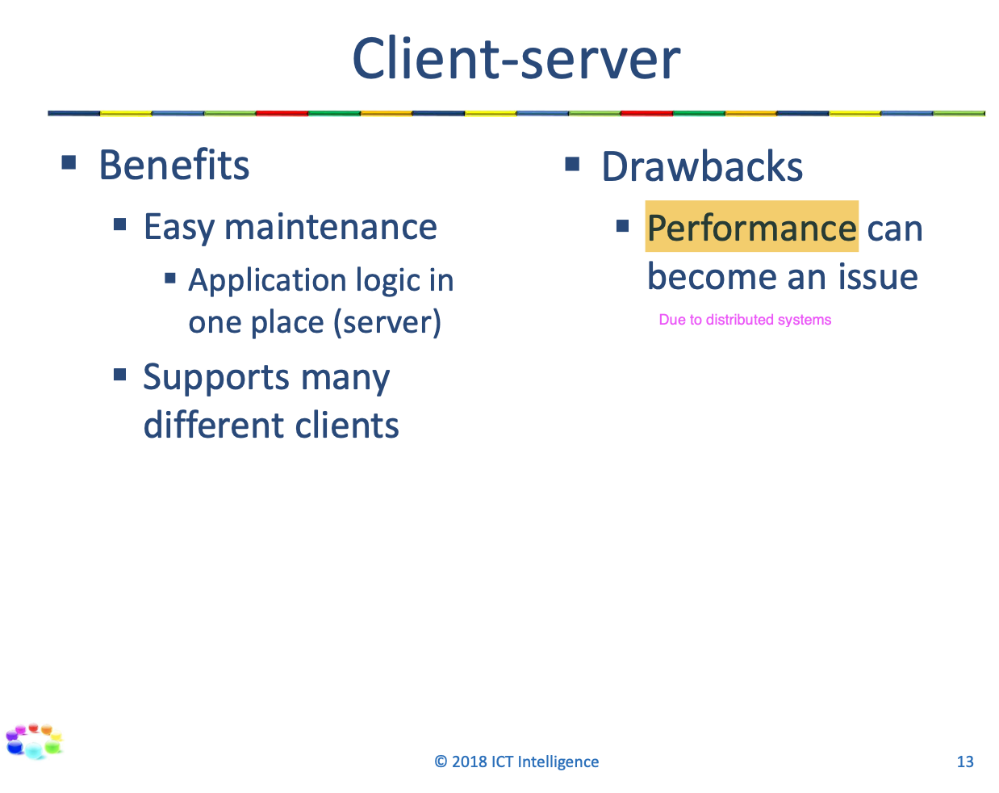 Client-server
Benefits
Easy maintenance
Application logic in
one place (server)
Supports many
different clients
Drawbacks
Performance can
become an issue
Due to distributed systems
© 2018 ICT Intelligence
13